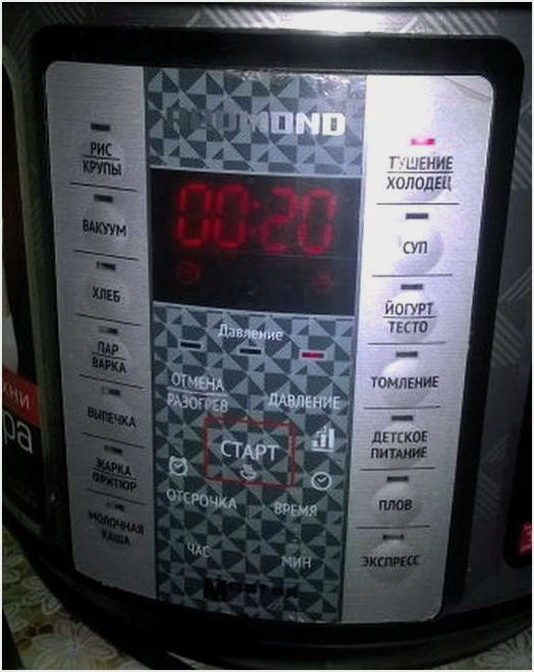 REDMOND
00:20
Давление
РИС
КРУПЫ
ВАКУУМ
ХЛЕБ
ПАР
ВАРКА
ВЫПЕЧКА
ЖАРКА
ФРИТЮР
МОЛОЧНАЯ
КАША
ОТМЕНА
РАЗОГРЕВ
ДАВЛЕНИЕ
СТАРТ
ОТСРОЧКА
ВРЕМЯ
ЧАС
МИН
ТУШЕНИЕ
ХОЛОДЕЦ
СУП
ЙОГУРТ
ТЕСТО
ТОМЛЕНИЕ
ДЕТСКОЕ
ПИТАНИЕ
ПЛОВ
ЭКСПРЕСС